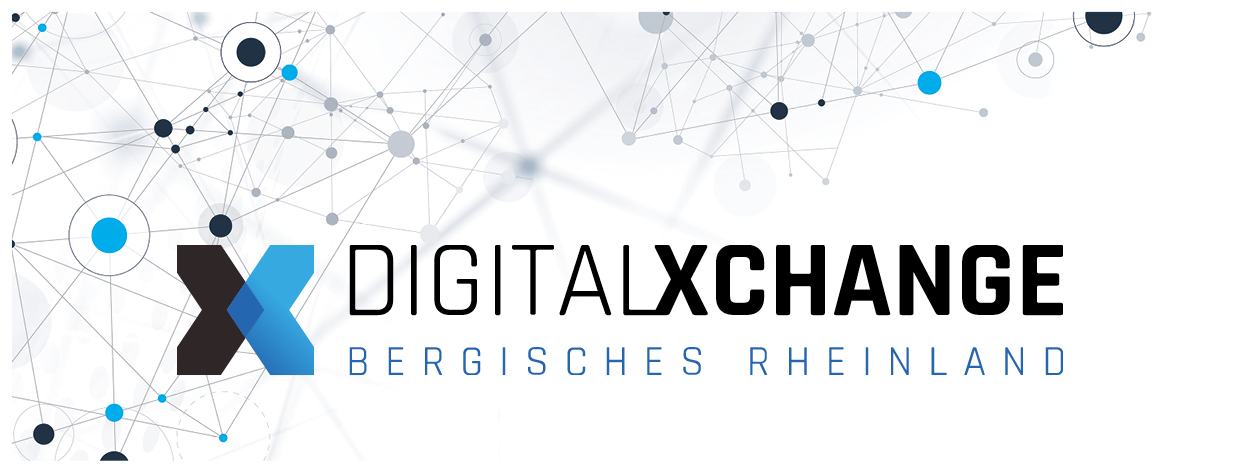 DIGITALXCHANGE
BERGISCHES RHEINLAND